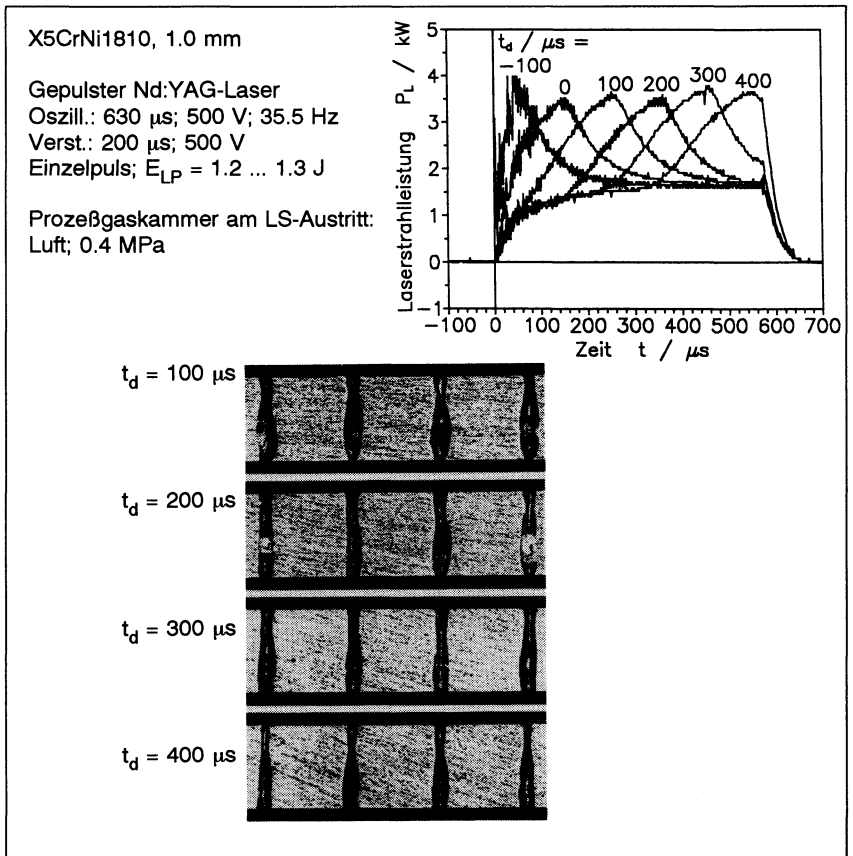 X5CrNi1810, 1.0 mm
Gepulster Nd:YAG-Laser
Oszill.: 630 μs; 500 V; 35.5 Hz
Verst.: 200 μs; 500 V
Einzelpuls; E_LP = 1.2 ... 1.3 J
Prozeßgaskammer am LS-Austritt:
Luft; 0.4 MPa
Laserstrahlleistung P_L / kW
5
4
3
2
1
0
-1
t_d / μs =
-100 0 100 200 300 400
-100 0 100 200 300 400 500 600 700
Zeit t / μs
t_d = 100 μs
t_d = 200 μs
t_d = 300 μs
t_d = 400 μs